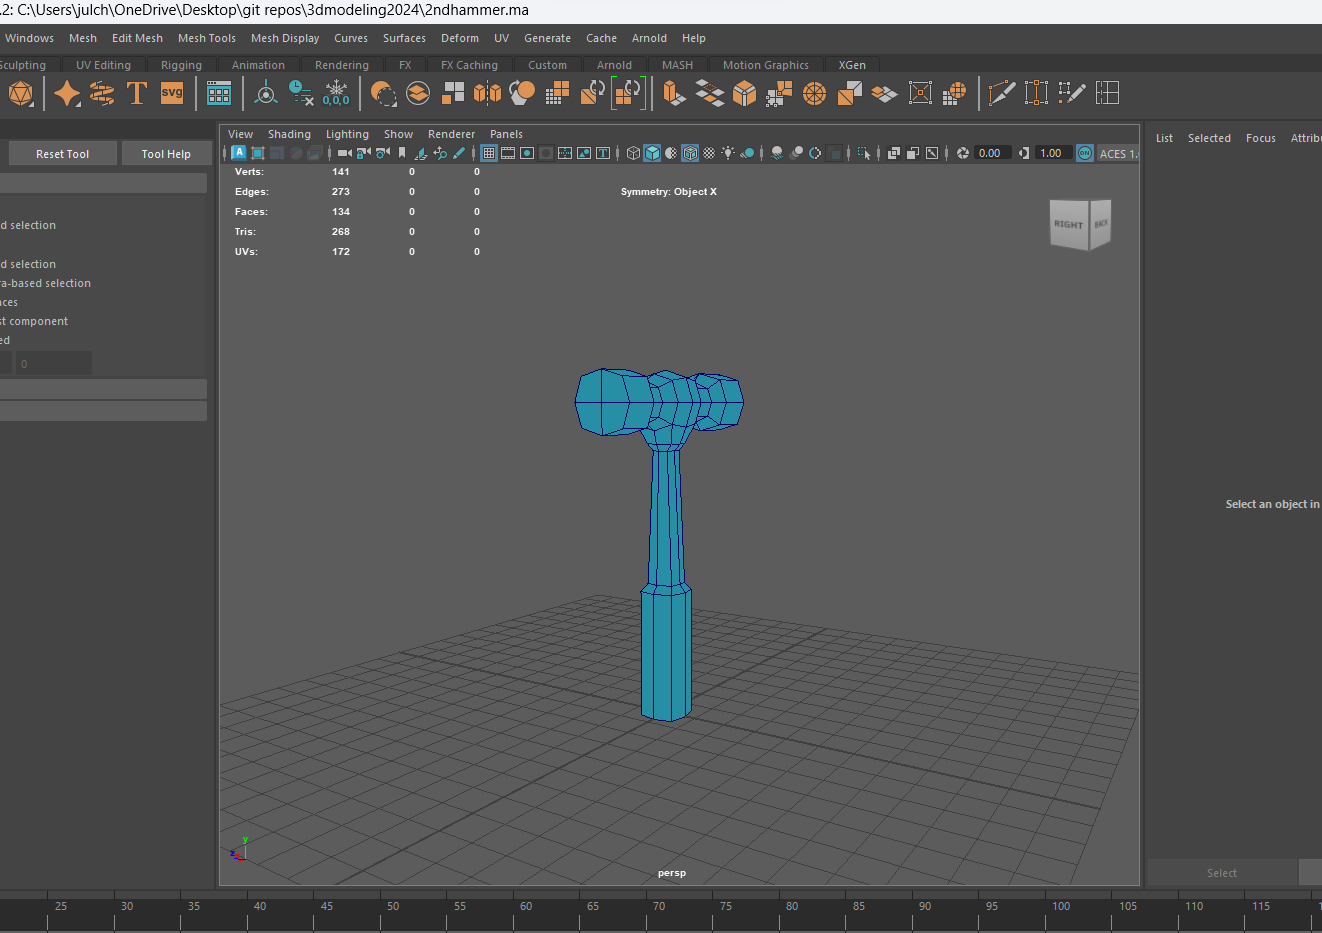 .2: C:\Users\julch\OneDrive\Desktop\git repos\3dmodeling2024\2ndhammer.ma
Windows Mesh Edit Mesh Mesh Tools Mesh Display Curves Surfaces Deform UV Generate Cache Arnold Help
Sculpting UV Editing Rigging Animation Rendering FX FX Caching Custom Arnold MASH Motion Graphics XGen
T svg 0,0,0
View Shading Lighting Show Renderer Panels
List Selected Focus Attribu
Reset Tool Tool Help
A T 0.00 1.00 ON ACES 1.
Verts: 141 0 0
Edges: 273 0 0
Faces: 134 0 0
Tris: 268 0 0
UVs: 172 0 0
Symmetry: Object X
RIGHT BACK
d selection
d selection
ra-based selection
aces
st component
ed
0
Select an object in
y
z
persp
Select
25 30 35 40 45 50 55 60 65 70 75 80 85 90 95 100 105 110 115 1